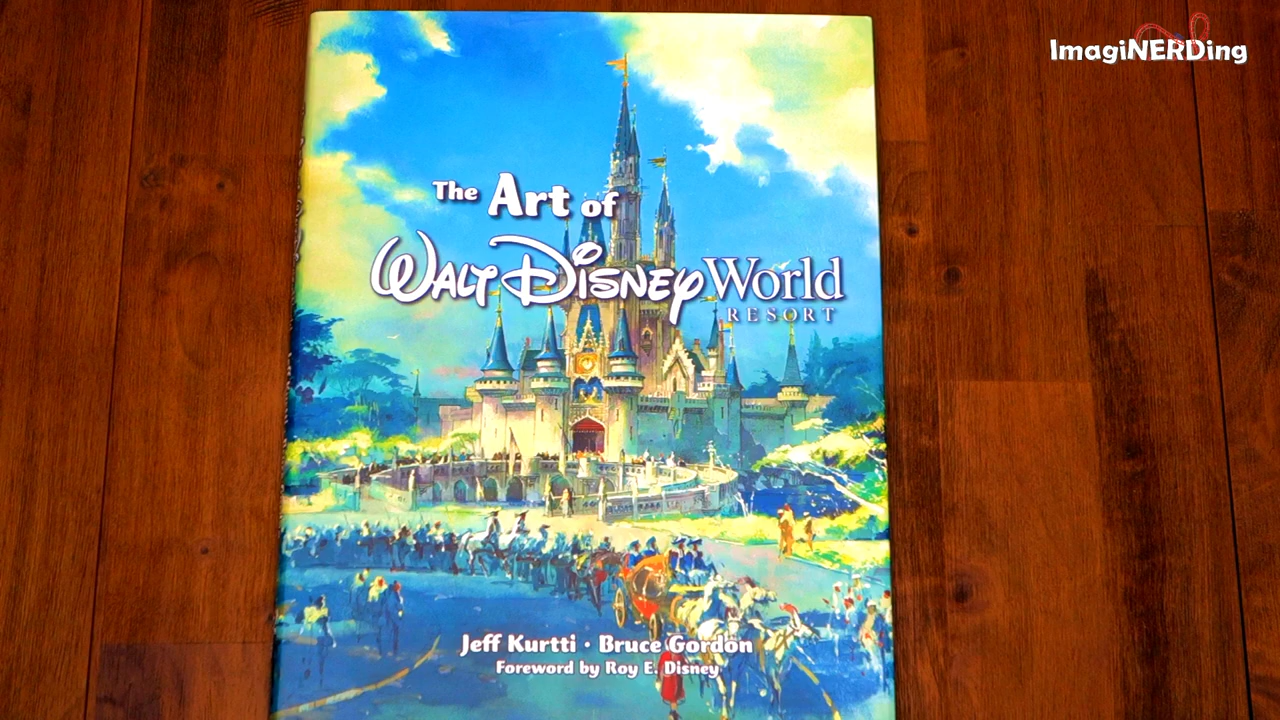 ImagiNERDing
The Art of
WALT DISNEY World
RESORT
Jeff Kurtti · Bruce Gordon
Foreword by Roy E. Disney